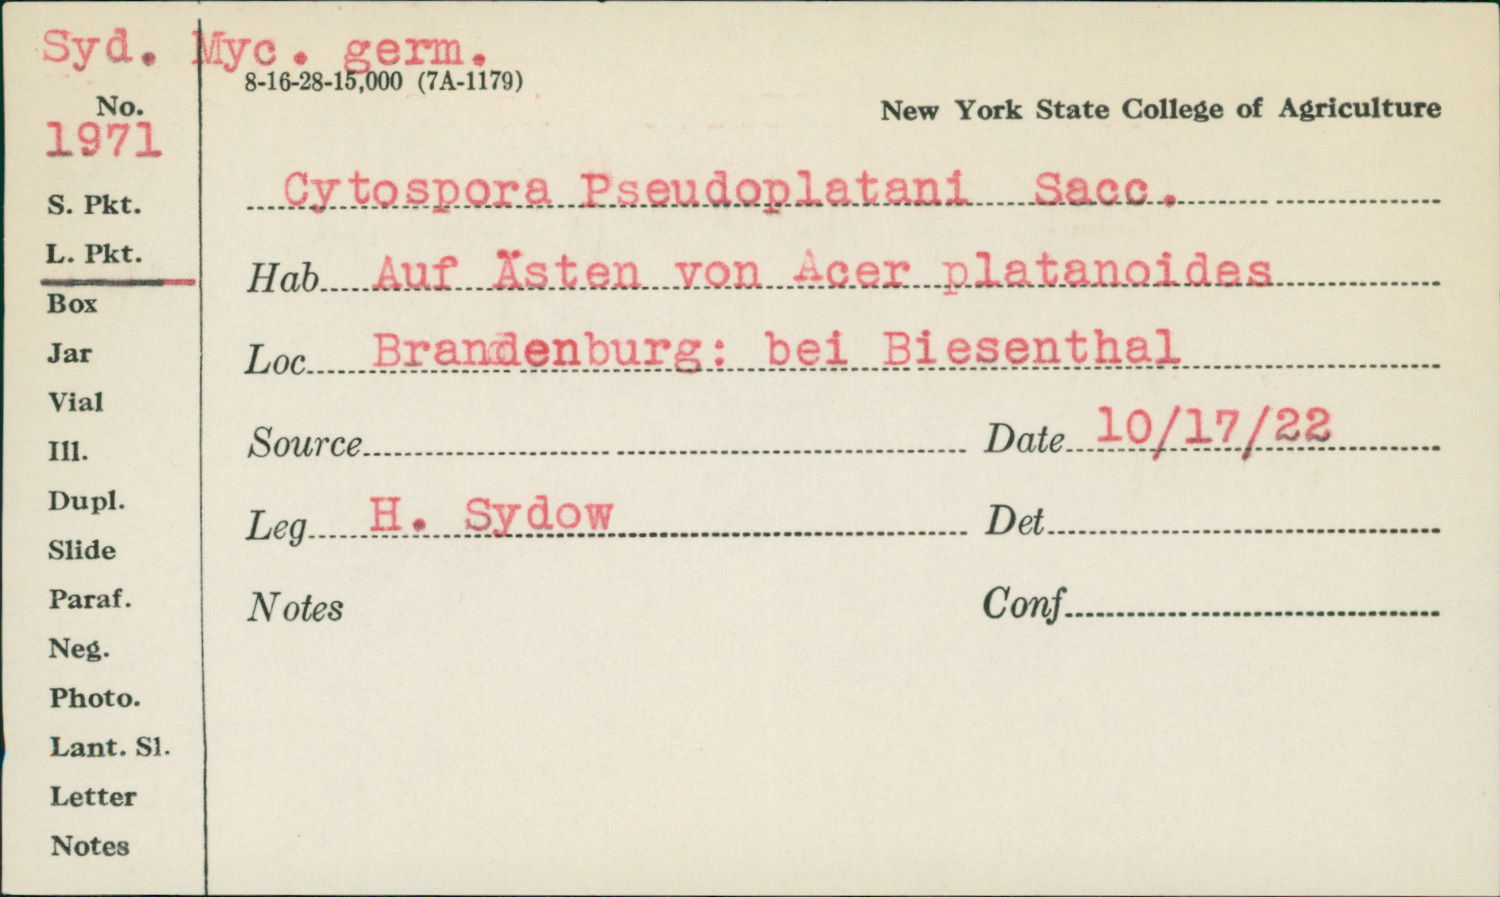 Syd. Myc. germ.
8-16-28-15,000 (7A-1179)
No.
1971
New York State College of Agriculture
Cytospora Pseudoplatani Sacc.
S. Pkt.
L. Pkt.
Hab. Auf Ästen von Acer platanoides
Box
Jar
Loc. Brandenburg: bei Biesenthal
Vial
Ill.
Source Date 10/17/22
Dupl.
Leg. H. Sydow Det.
Slide
Paraf.
Notes Conf.
Neg.
Photo.
Lant. Sl.
Letter
Notes